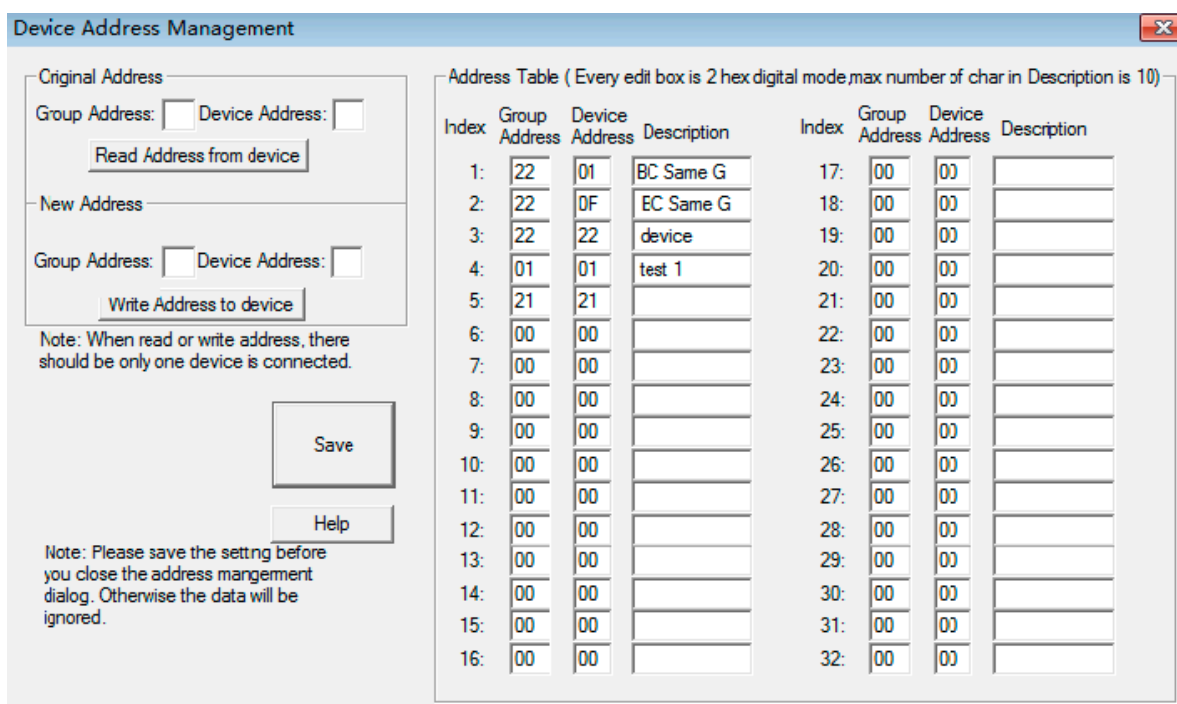 Device Address Management
Original Address
Group Address: Device Address:
Read Address from device
New Address
Group Address: Device Address:
Write Address to device
Note: When read or write address, there
should be only one device is connected.
Save
Help
Note: Please save the setting before
you close the address mangerment
dialog. Otherwise the data will be
ignored.
Address Table ( Every edit box is 2 hex digital mode,max number of char in Description is 10)
Index Group Address Device Address Description
1: 22 01 BC Same G
2: 22 0F EC Same G
3: 22 22 device
4: 01 01 test 1
5: 21 21
6: 00 00
7: 00 00
8: 00 00
9: 00 00
10: 00 00
11: 00 00
12: 00 00
13: 00 00
14: 00 00
15: 00 00
16: 00 00
Index Group Address Device Address Description
17: 00 00
18: 00 00
19: 00 00
20: 00 00
21: 00 00
22: 00 00
23: 00 00
24: 00 00
25: 00 00
26: 00 00
27: 00 00
28: 00 00
29: 00 00
30: 00 00
31: 00 00
32: 00 00